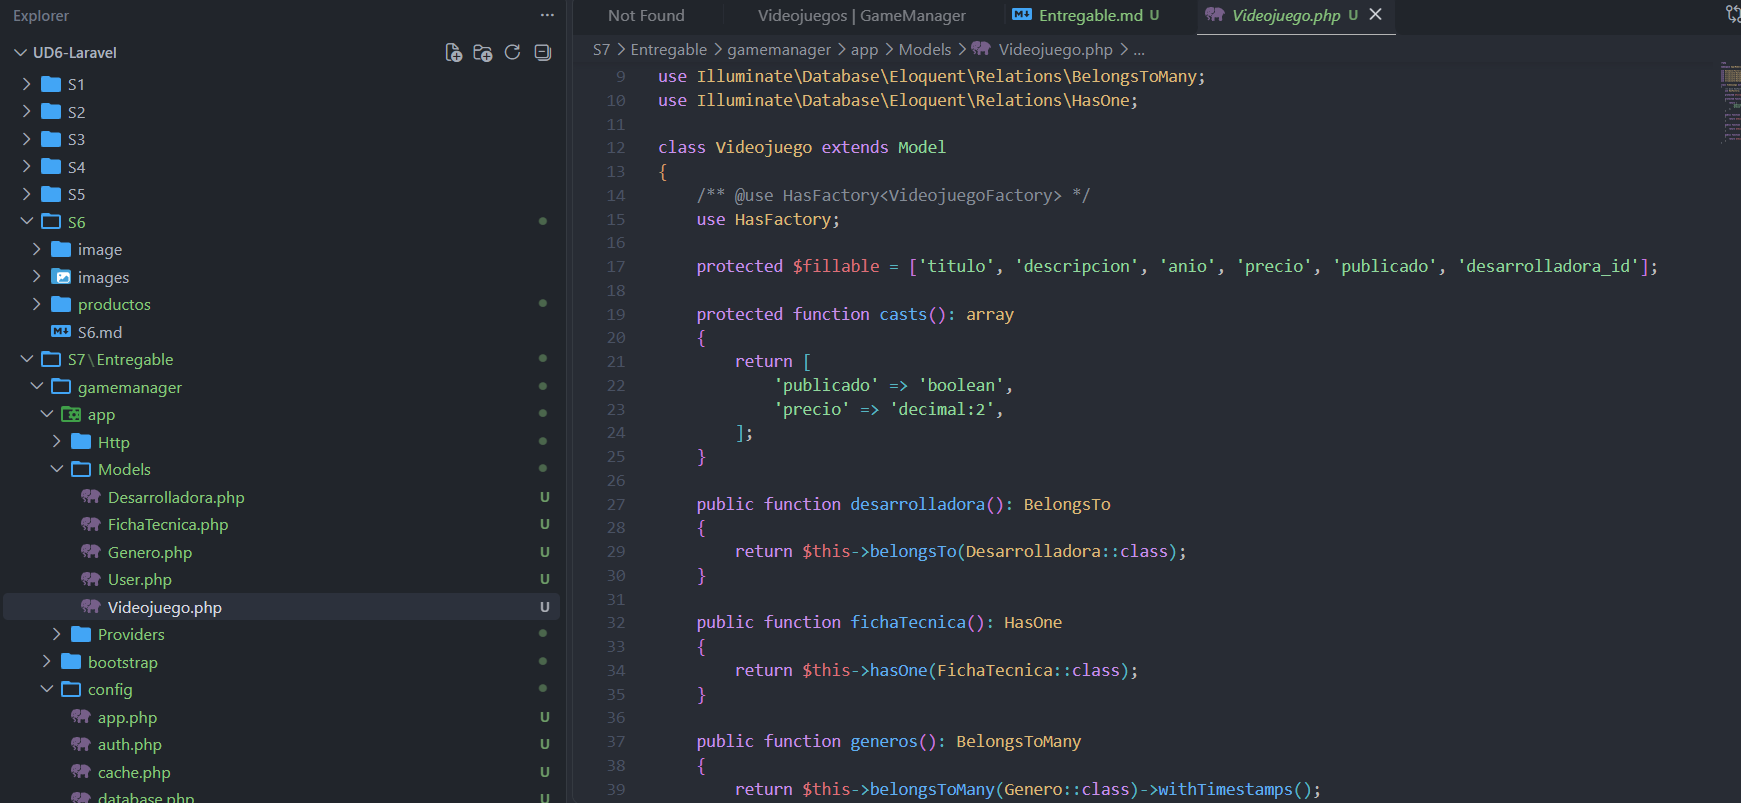 Explorer
UD6-Laravel
S1
S2
S3
S4
S5
S6
image
images
productos
S6.md
S7\Entregable
gamemanager
app
Http
Models
Desarrolladora.php U
FichaTecnica.php U
Genero.php U
User.php U
Videojuego.php U
Providers
bootstrap
config
app.php U
auth.php U
cache.php U
database.php U
Not Found Videojuegos | GameManager Entregable.md U Videojuego.php U
S7 > Entregable > gamemanager > app > Models > Videojuego.php > ...
9 use Illuminate\Database\Eloquent\Relations\BelongsToMany;
10 use Illuminate\Database\Eloquent\Relations\HasOne;
11
12 class Videojuego extends Model
13 {
14 /** @use HasFactory<VideojuegoFactory> */
15 use HasFactory;
16
17 protected $fillable = ['titulo', 'descripcion', 'anio', 'precio', 'publicado', 'desarrolladora_id'];
18
19 protected function casts(): array
20 {
21 return [
22 'publicado' => 'boolean',
23 'precio' => 'decimal:2',
24 ];
25 }
26
27 public function desarrolladora(): BelongsTo
28 {
29 return $this->belongsTo(Desarrolladora::class);
30 }
31
32 public function fichaTecnica(): HasOne
33 {
34 return $this->hasOne(FichaTecnica::class);
35 }
36
37 public function generos(): BelongsToMany
38 {
39 return $this->belongsToMany(Genero::class)->withTimestamps();